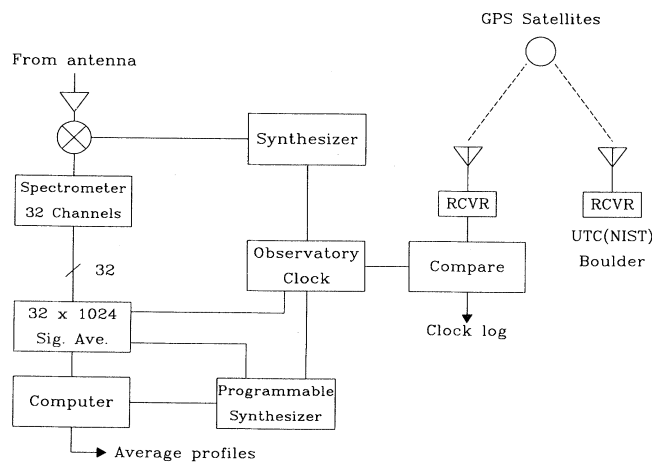 GPS Satellites
From antenna
Synthesizer
Spectrometer
32 Channels
RCVR
RCVR
UTC(NIST)
Boulder
32
Observatory
Clock
Compare
32 x 1024
Sig. Ave.
Clock log
Computer
Programmable
Synthesizer
Average profiles